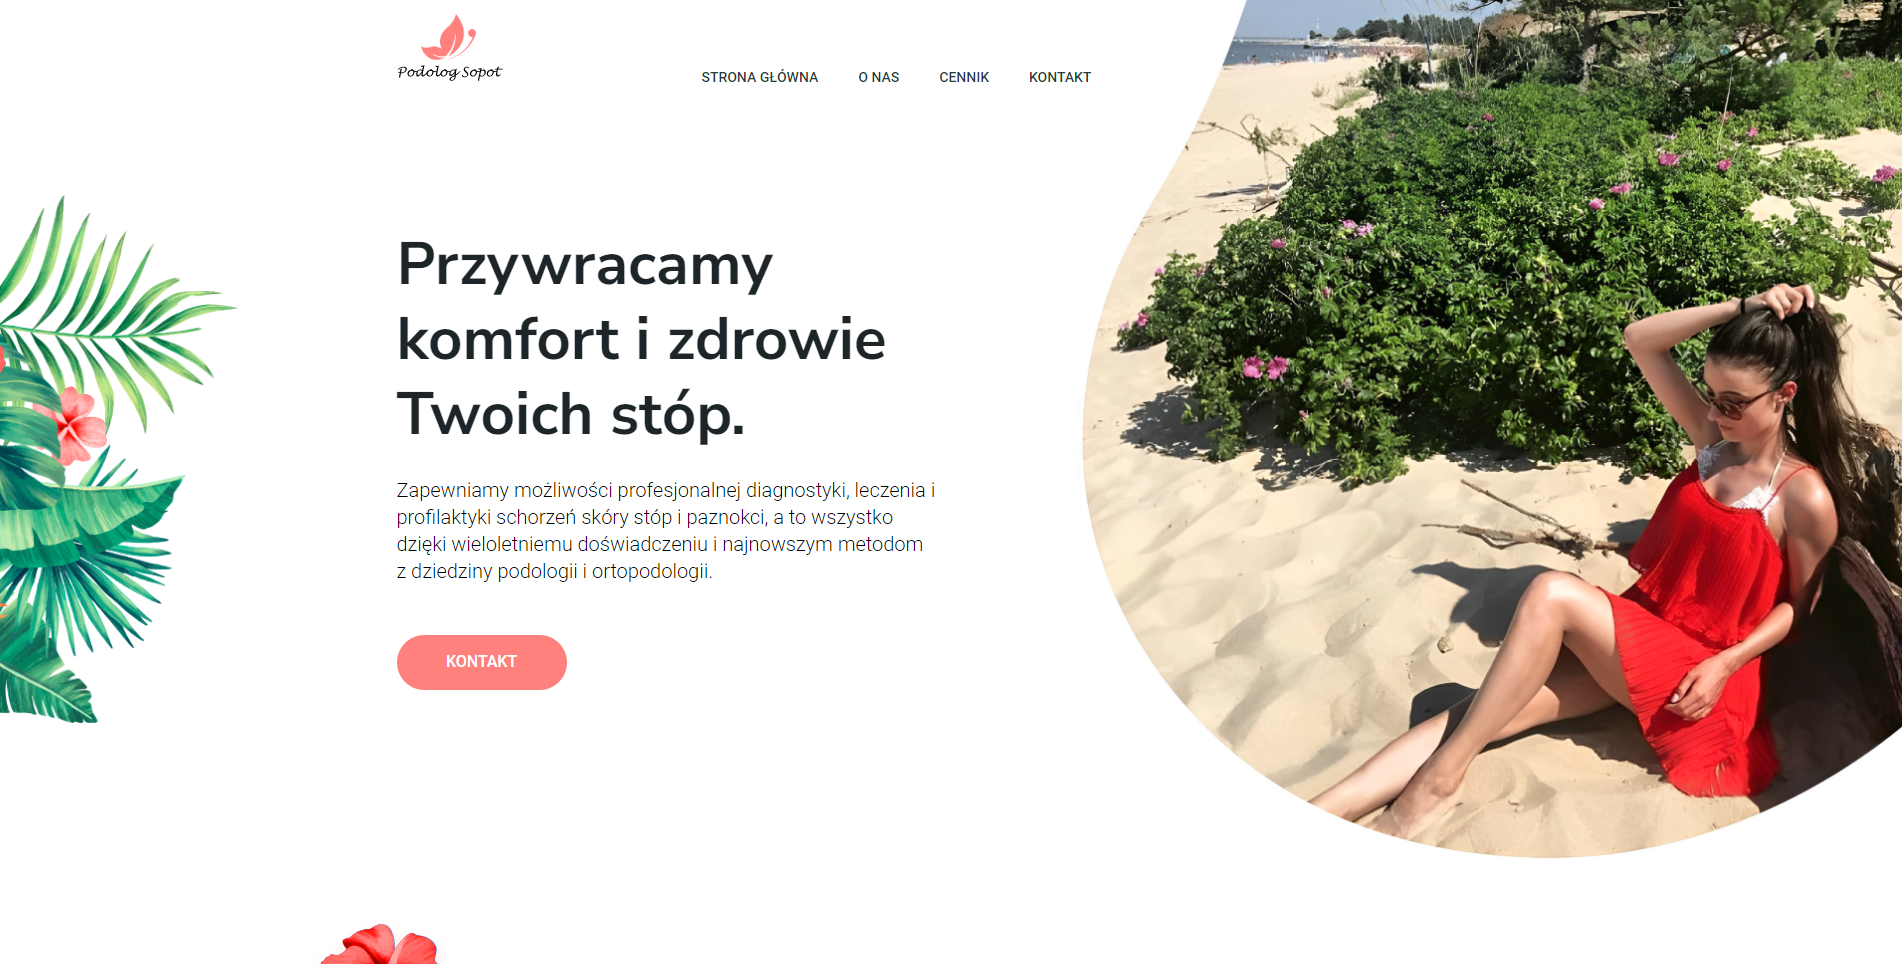 Podolog Sopot
STRONA GŁÓWNA
O NAS
CENNIK
KONTAKT
Przywracamy
komfort i zdrowie
Twoich stóp.
Zapewniamy możliwości profesjonalnej diagnostyki, leczenia i
profilaktyki schorzeń skóry stóp i paznokci, a to wszystko
dzięki wieloletniemu doświadczeniu i najnowszym metodom
z dziedziny podologii i ortopodologii.
KONTAKT